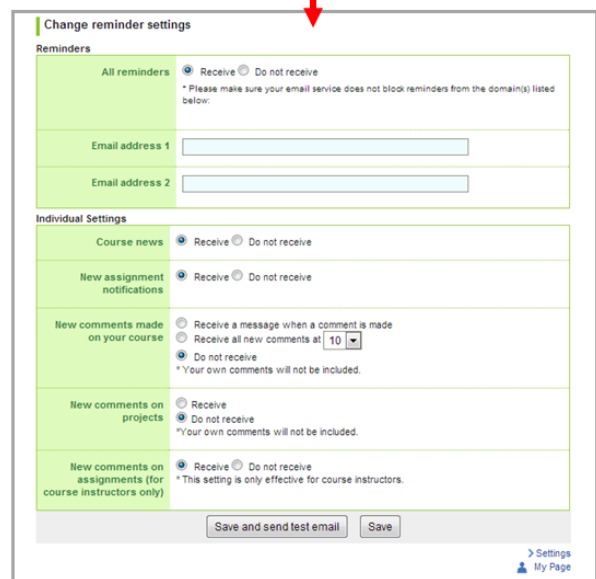 Change reminder settings
Reminders
All reminders
Receive Do not receive
* Please make sure your email service does not block reminders from the domain(s) listed
below:
Email address 1
Email address 2
Individual Settings
Course news
Receive Do not receive
New assignment
notifications
Receive Do not receive
New comments made
on your course
Receive a message when a comment is made
Receive all new comments at 10
Do not receive
* Your own comments will not be included.
New comments on
projects
Receive
Do not receive
*Your own comments will not be included.
New comments on
assignments (for
course instructors only)
Receive Do not receive
* This setting is only effective for course instructors.
Save and send test email Save
Settings
My Page